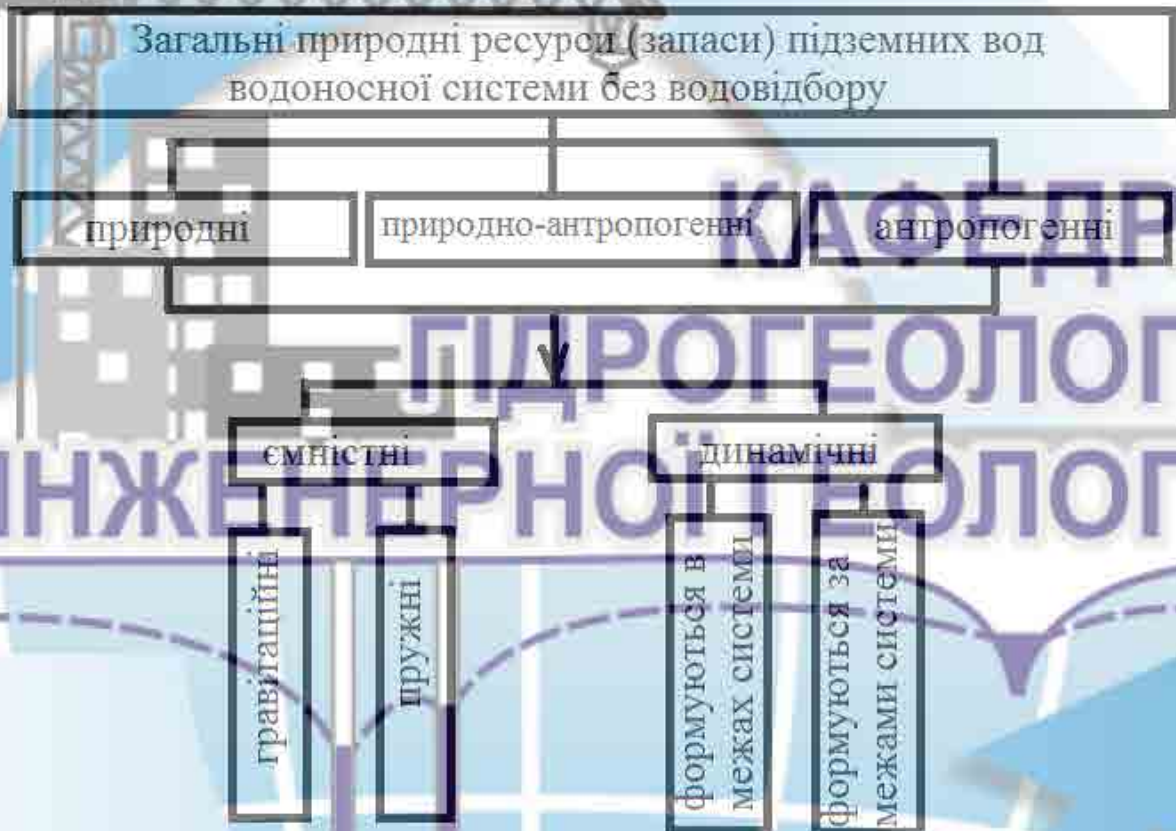 Загальні природні ресурси (запаси) підземних вод
водоносної системи без водовідбору
природні
природно-антропогенні
антропогенні
КАФЕДР
ГІДРОГЕОЛОГ
ємністні
динамічні
ІНЖЕНЕРНОЇ ГЕОЛОГ
гравітаційні
пружні
формуються в
межах системи
формуються за
межами системи